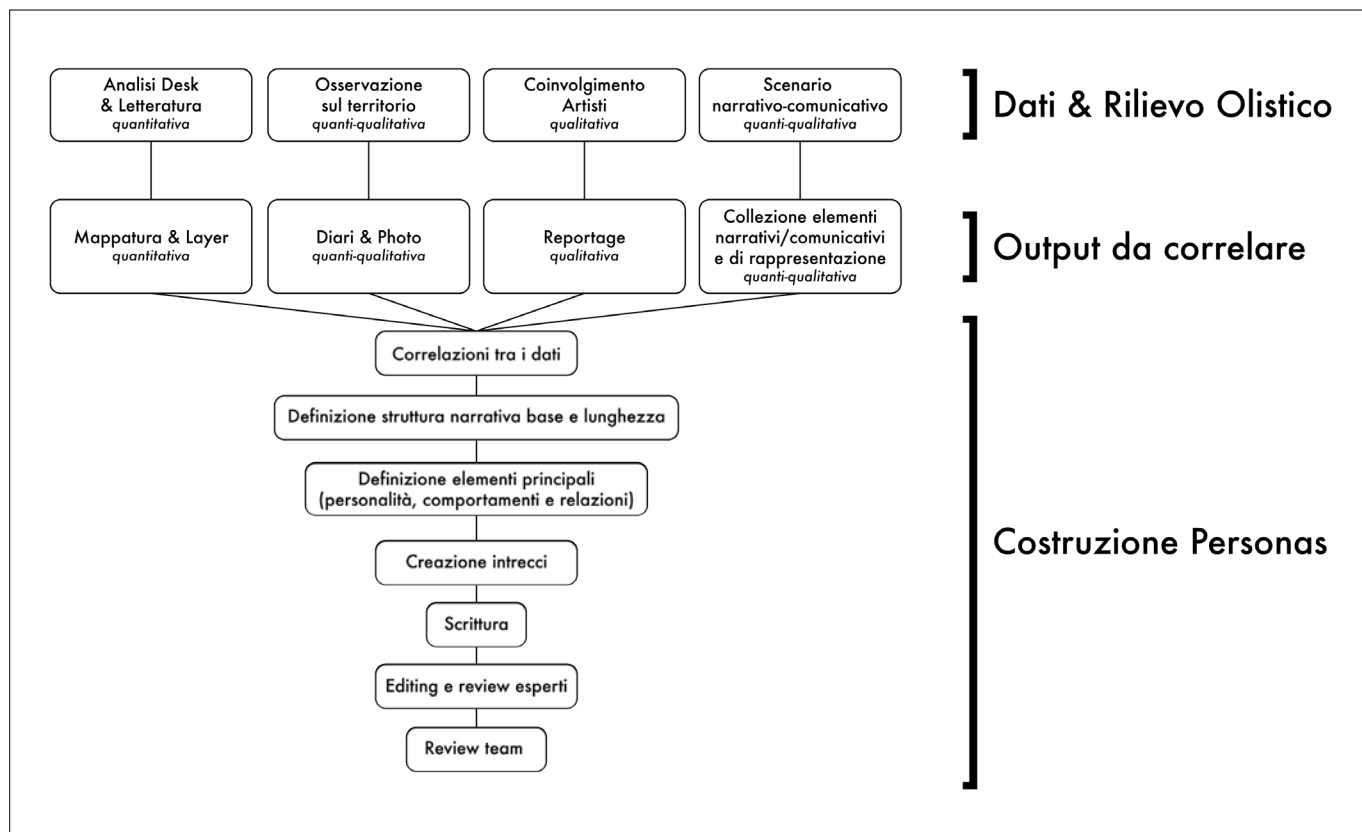 Analisi Desk
& Letteratura
quantitativa
Osservazione
sul territorio
quanti-qualitativa
Coinvolgimento
Artisti
qualitativa
Scenario
narrativo-comunicativo
quanti-qualitativa
Dati & Rilievo Olistico
Mappatura & Layer
quantitativa
Diari & Photo
quanti-qualitativa
Reportage
qualitativa
Collezione elementi
narrativi/comunicativi
e di rappresentazione
quanti-qualitativa
Output da correlare
Correlazioni tra i dati
Definizione struttura narrativa base e lunghezza
Definizione elementi principali
(personalità, comportamenti e relazioni)
Creazione intrecci
Scrittura
Editing e review esperti
Review team
Costruzione Personas